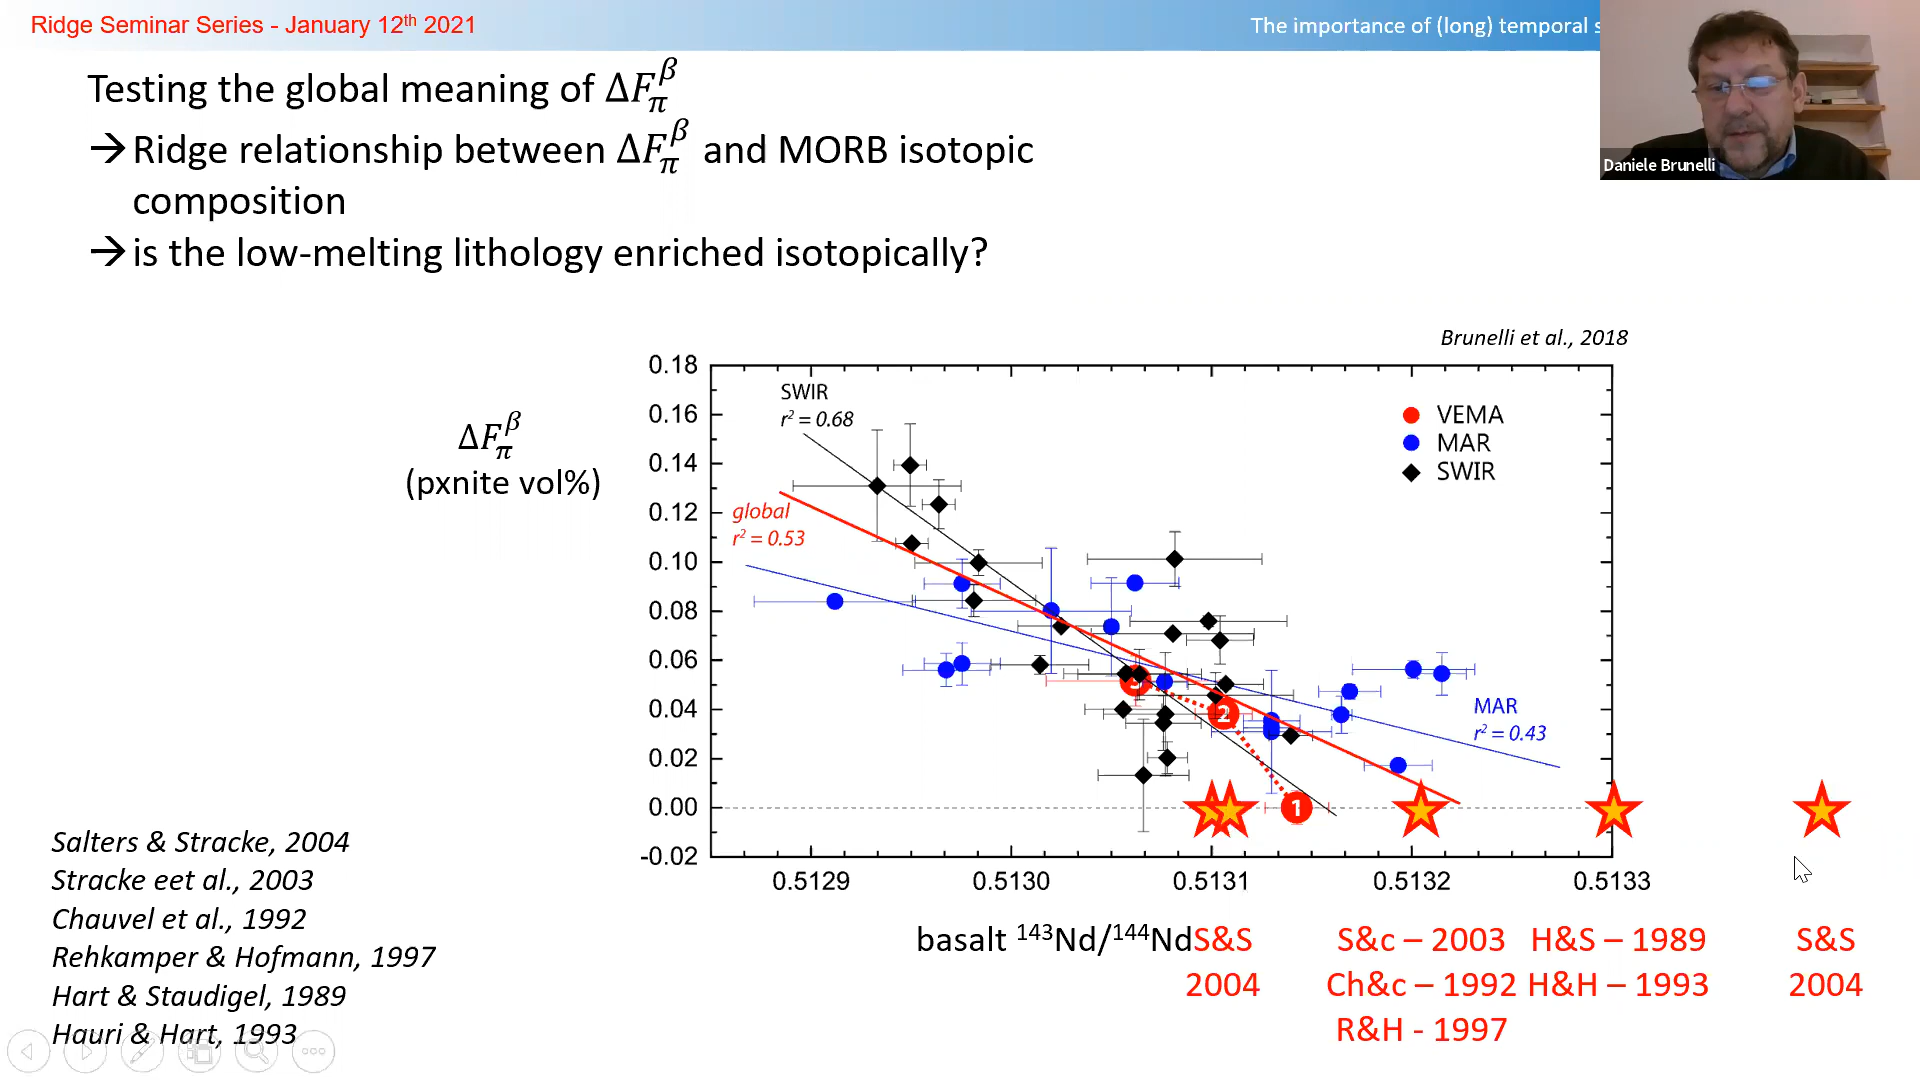 Ridge Seminar Series - January 12th 2021
The importance of (long) temporal s
Daniele Brunelli
Testing the global meaning of ΔF_π^β
→ Ridge relationship between ΔF_π^β and MORB isotopic
composition
→ is the low-melting lithology enriched isotopically?
Brunelli et al., 2018
ΔF_π^β
(pxnite vol%)
0.18
0.16
0.14
0.12
0.10
0.08
0.06
0.04
0.02
0.00
-0.02
SWIR
r² = 0.68
global
r² = 0.53
VEMA
MAR
SWIR
MAR
r² = 0.43
3
2
1
0.5129
0.5130
0.5131
0.5132
0.5133
basalt ¹⁴³Nd/¹⁴⁴Nd
S&S
2004
S&c – 2003
Ch&c – 1992
R&H - 1997
H&S – 1989
H&H – 1993
S&S
2004
Salters & Stracke, 2004
Stracke eet al., 2003
Chauvel et al., 1992
Rehkamper & Hofmann, 1997
Hart & Staudigel, 1989
Hauri & Hart, 1993